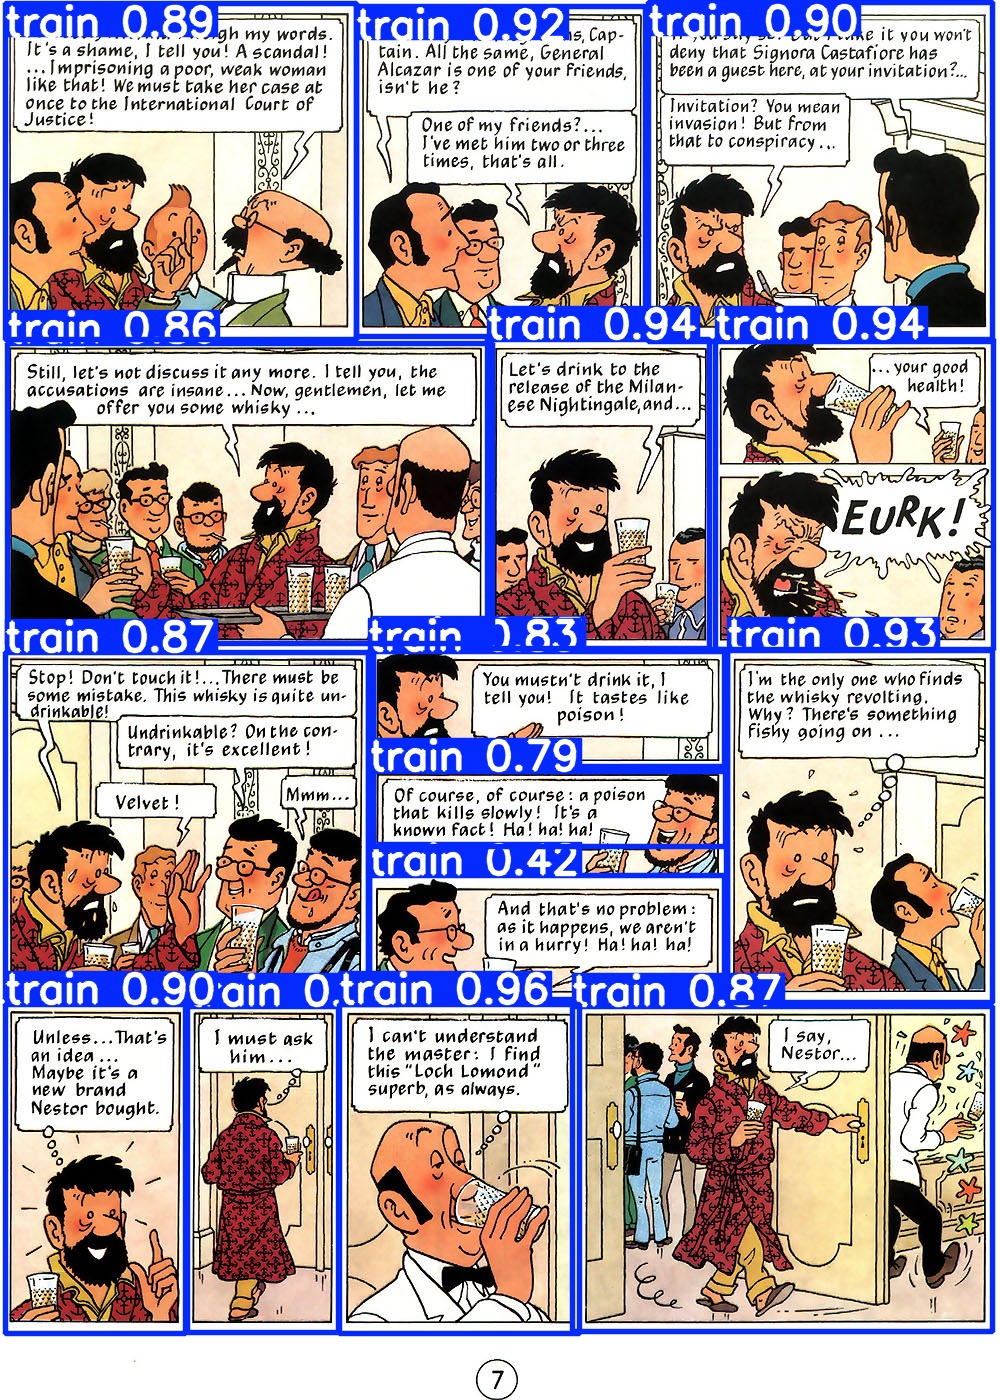 train 0.89
gh my words.
It's a shame, I tell you! A scandal!
...Imprisoning a poor, weak woman
like that! We must take her case at
once to the International Court of
Justice!
train 0.92
Cap-
tain. All the same, General
Alcazar is one of your friends,
isn't he?
One of my friends?...
I've met him two or three
times, that's all.
train 0.90
it you won't
deny that Signora Castafiore has
been a guest here, at your invitation?...
Invitation? You mean
invasion! But from
that to conspiracy...
train 0.86
Still, let's not discuss it any more. I tell you, the
accusations are insane... Now, gentlemen, let me
offer you some whisky...
train 0.94
Let's drink to the
release of the Milan-
ese Nightingale, and...
train 0.94
...your good
health!
EURK!
train 0.87
Stop! Don't touch it!...There must be
some mistake. This whisky is quite un-
drinkable!
Undrinkable? On the con-
trary, it's excellent!
Velvet!
Mmm...
train 0.83
You mustn't drink it, I
tell you! It tastes like
poison!
train 0.79
Of course, of course: a poison
that kills slowly! It's a
known fact! Ha! ha! ha!
train 0.42
And that's no problem:
as it happens, we aren't
in a hurry! Ha! ha! ha!
train 0.93
I'm the only one who finds
the whisky revolting.
Why? There's something
fishy going on...
train 0.90
Unless...That's
an idea...
Maybe it's a
new brand
Nestor bought.
ain 0.
I must ask
him...
train 0.96
I can't understand
the master: I find
this "Loch Lomond"
superb, as always.
train 0.87
I say,
Nestor...
7